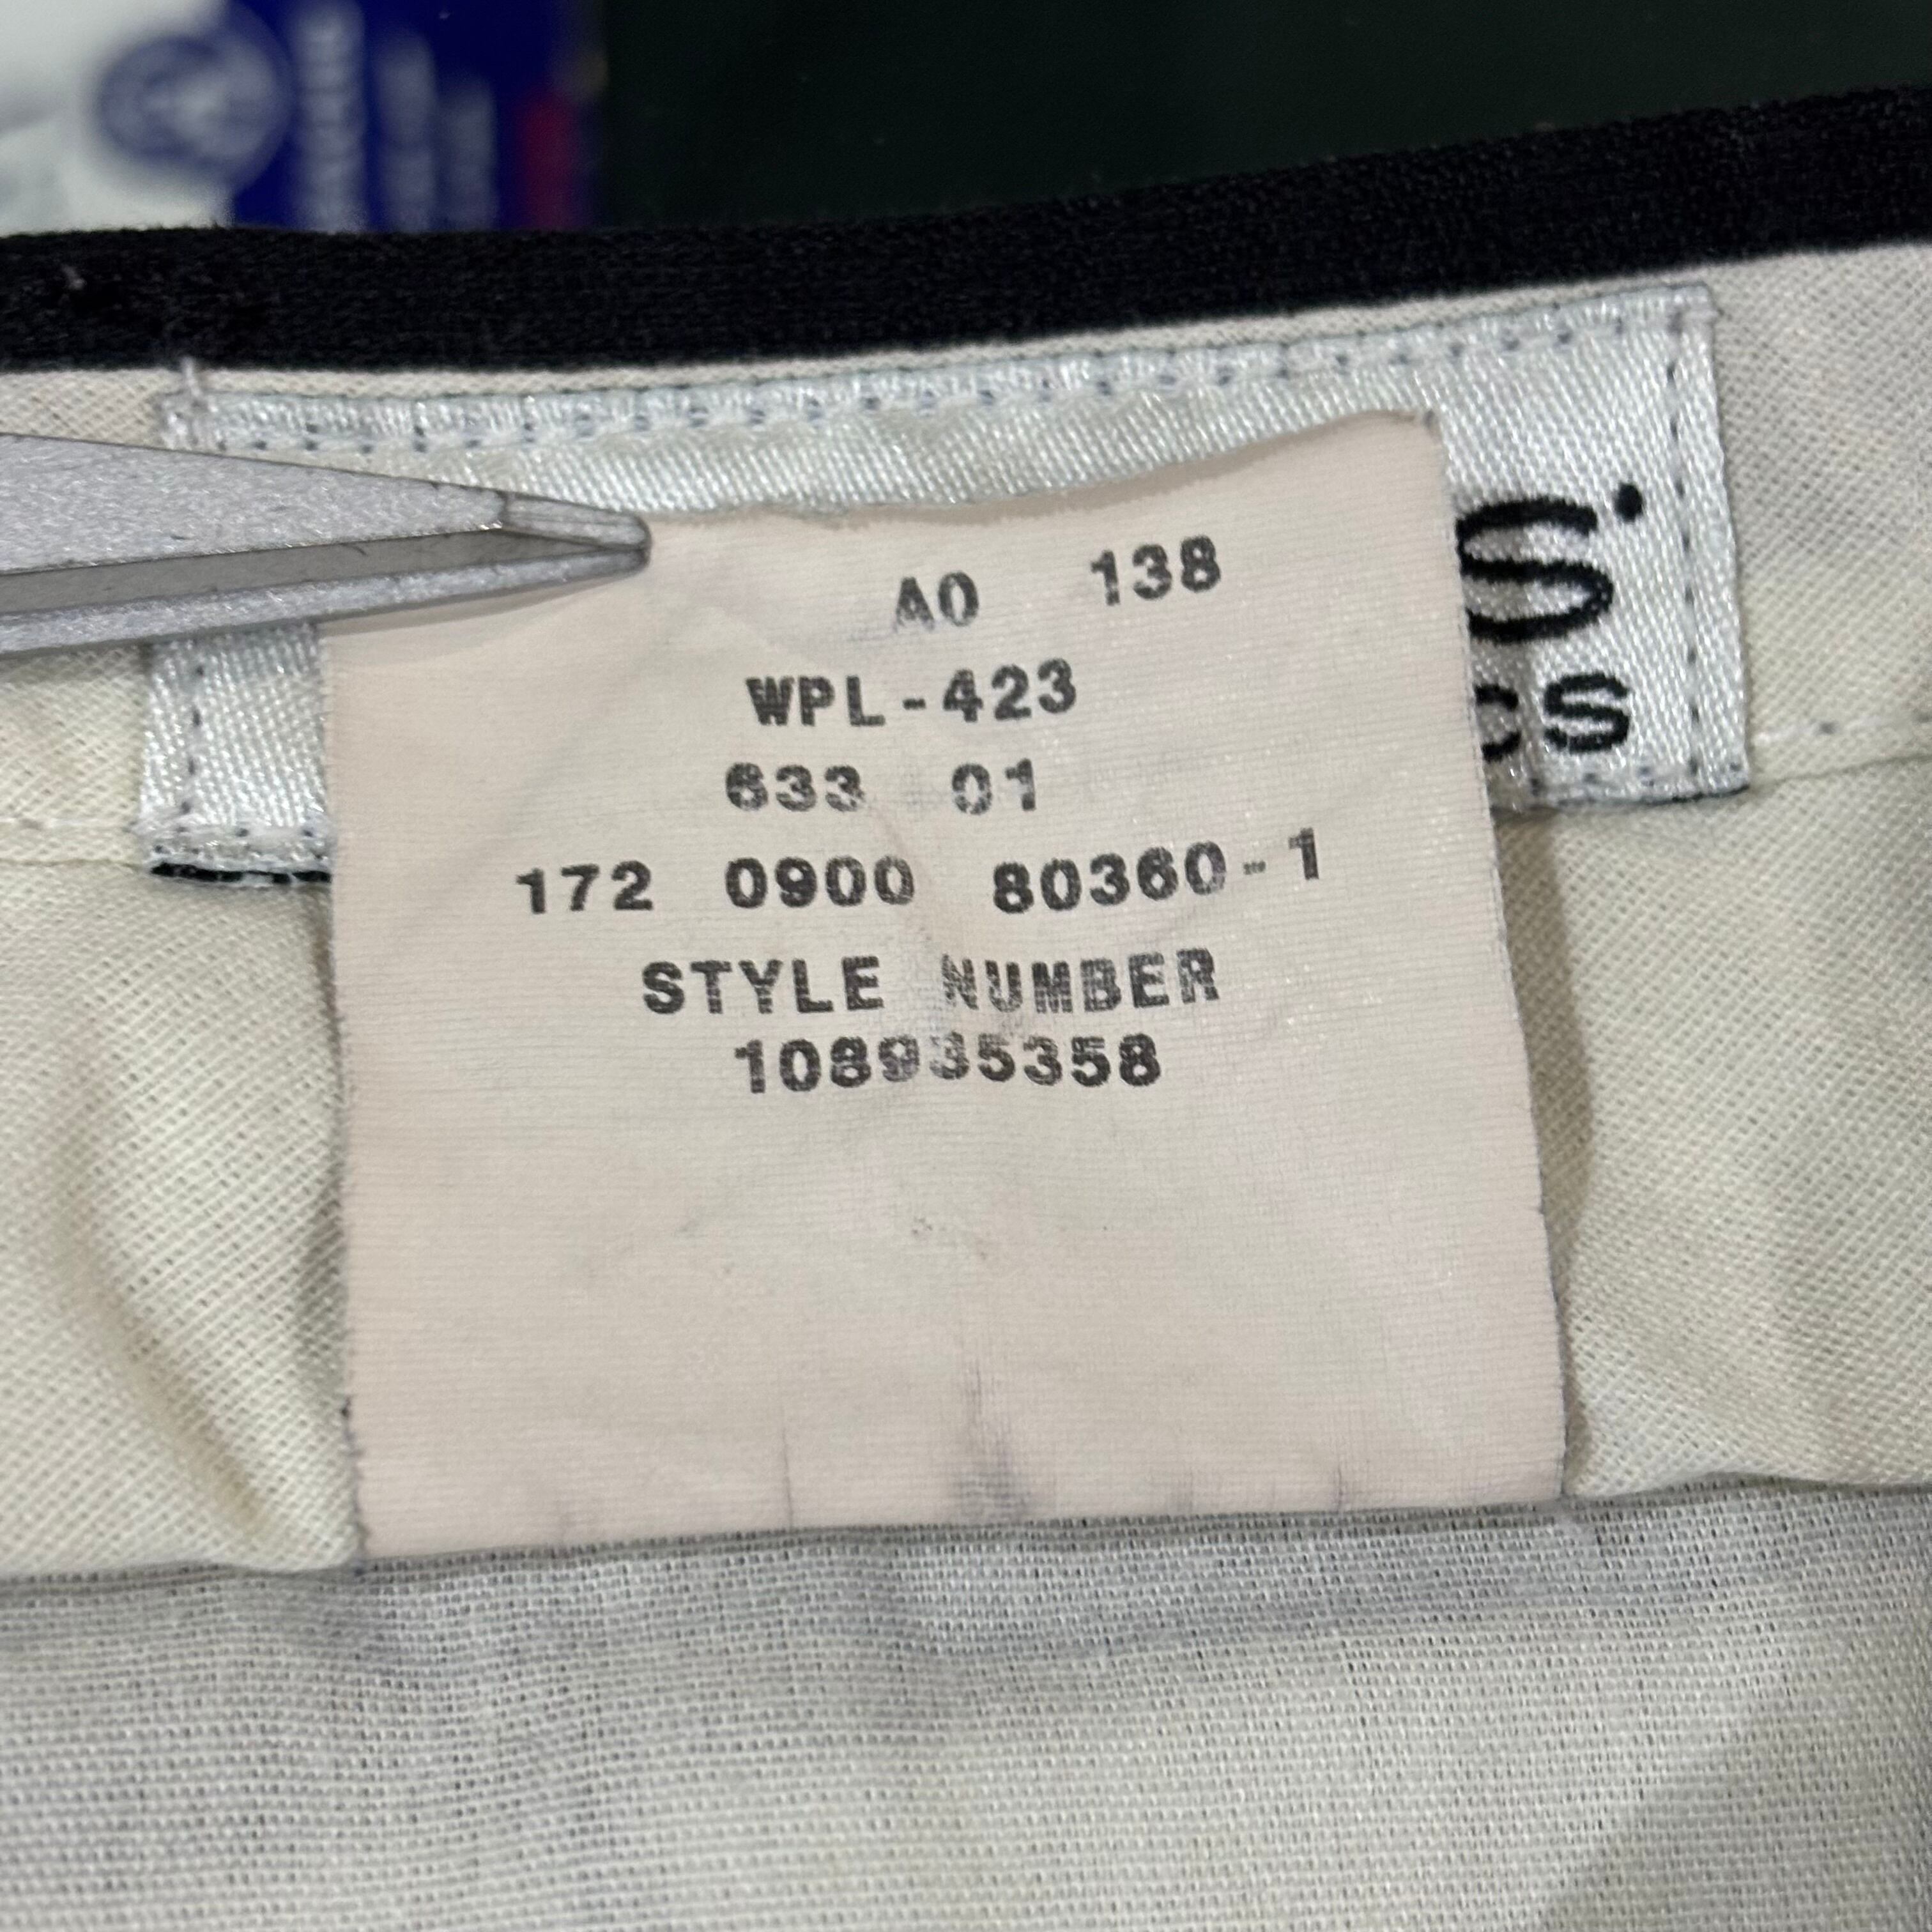 A0 138
WPL-423
633 01
172 0900 80360-1
STYLE NUMBER
108935358
s.
cs